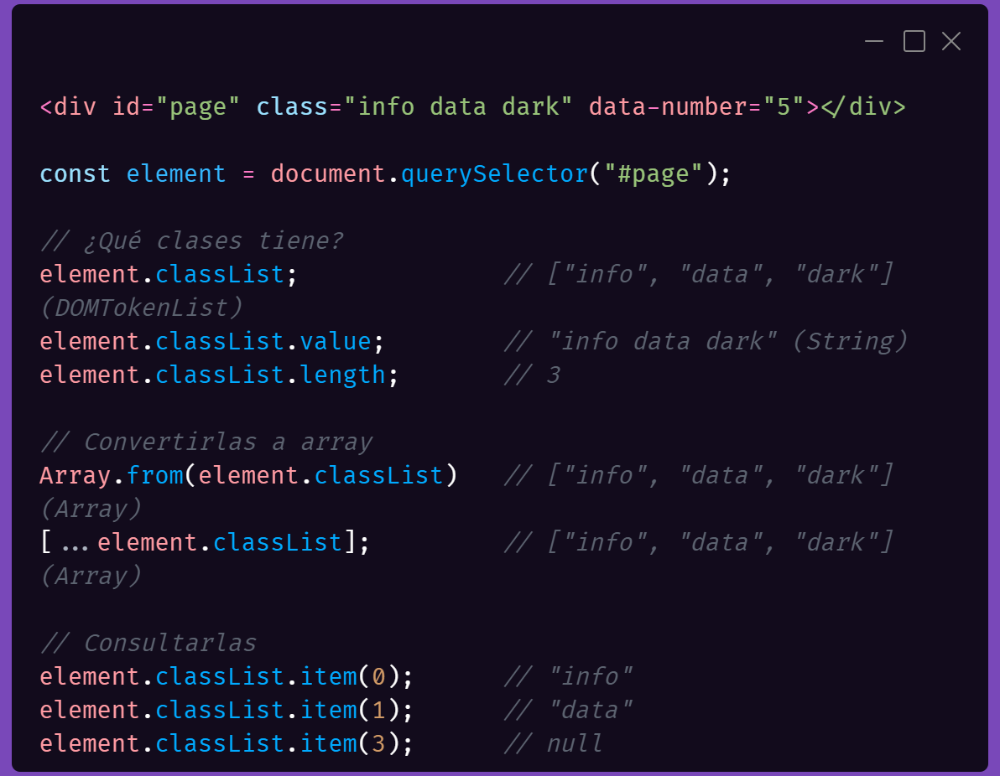 <div id="page" class="info data dark" data-number="5"></div>
const element = document.querySelector("#page");
// ¿Qué clases tiene?
element.classList;              // ["info", "data", "dark"]
(DOMTokenList)
element.classList.value;        // "info data dark" (String)
element.classList.length;       // 3
// Convertirlas a array
Array.from(element.classList)   // ["info", "data", "dark"]
(Array)
[...element.classList];         // ["info", "data", "dark"]
(Array)
// Consultarlas
element.classList.item(0);      // "info"
element.classList.item(1);      // "data"
element.classList.item(3);      // null